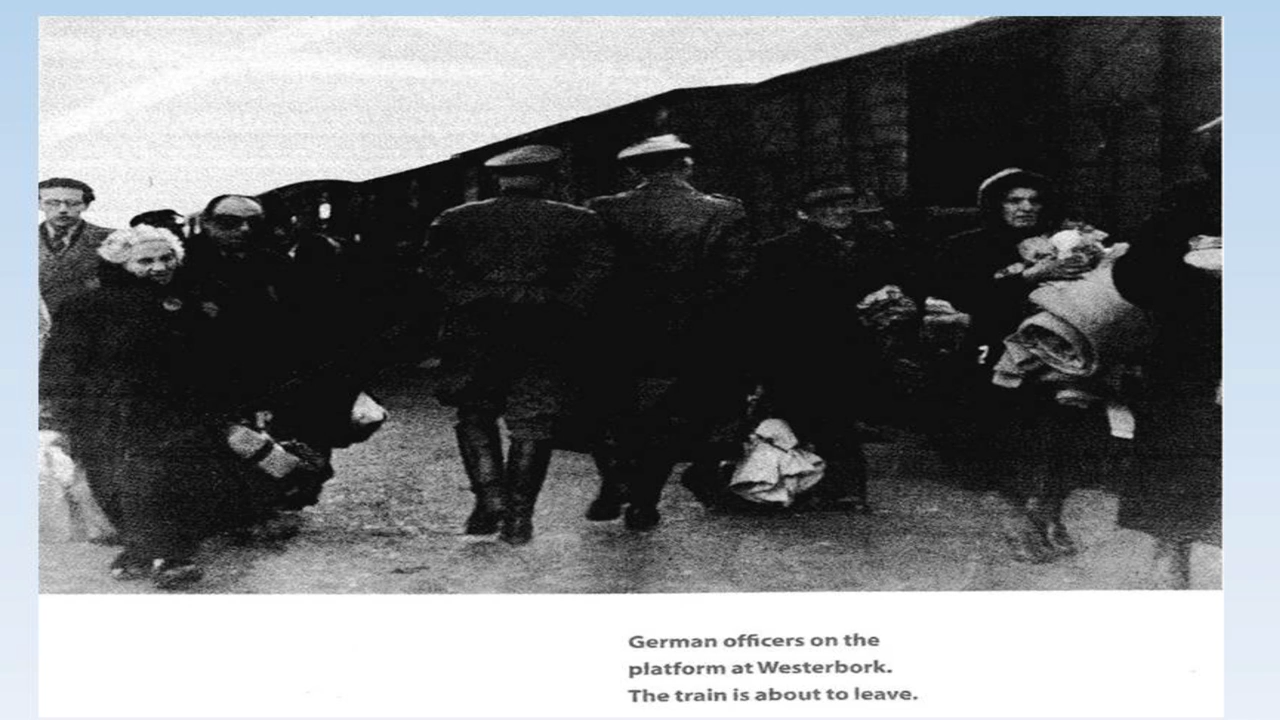 German officers on the
platform at Westerbork.
The train is about to leave.